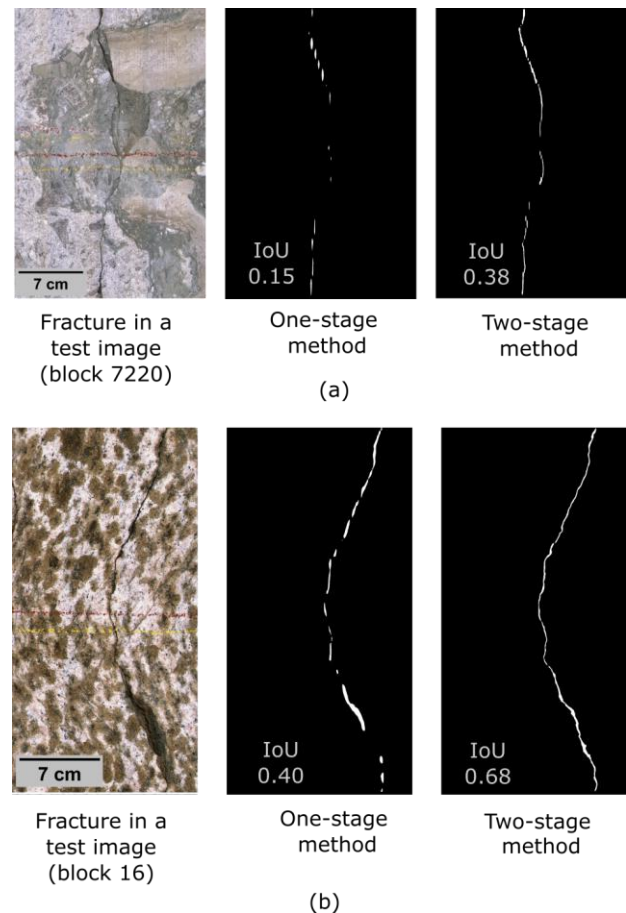 7 cm
IoU
0.15
IoU
0.38
Fracture in a
test image
(block 7220)
One-stage
method
Two-stage
method
(a)
7 cm
IoU
0.40
IoU
0.68
Fracture in a
test image
(block 16)
One-stage
method
Two-stage
method
(b)